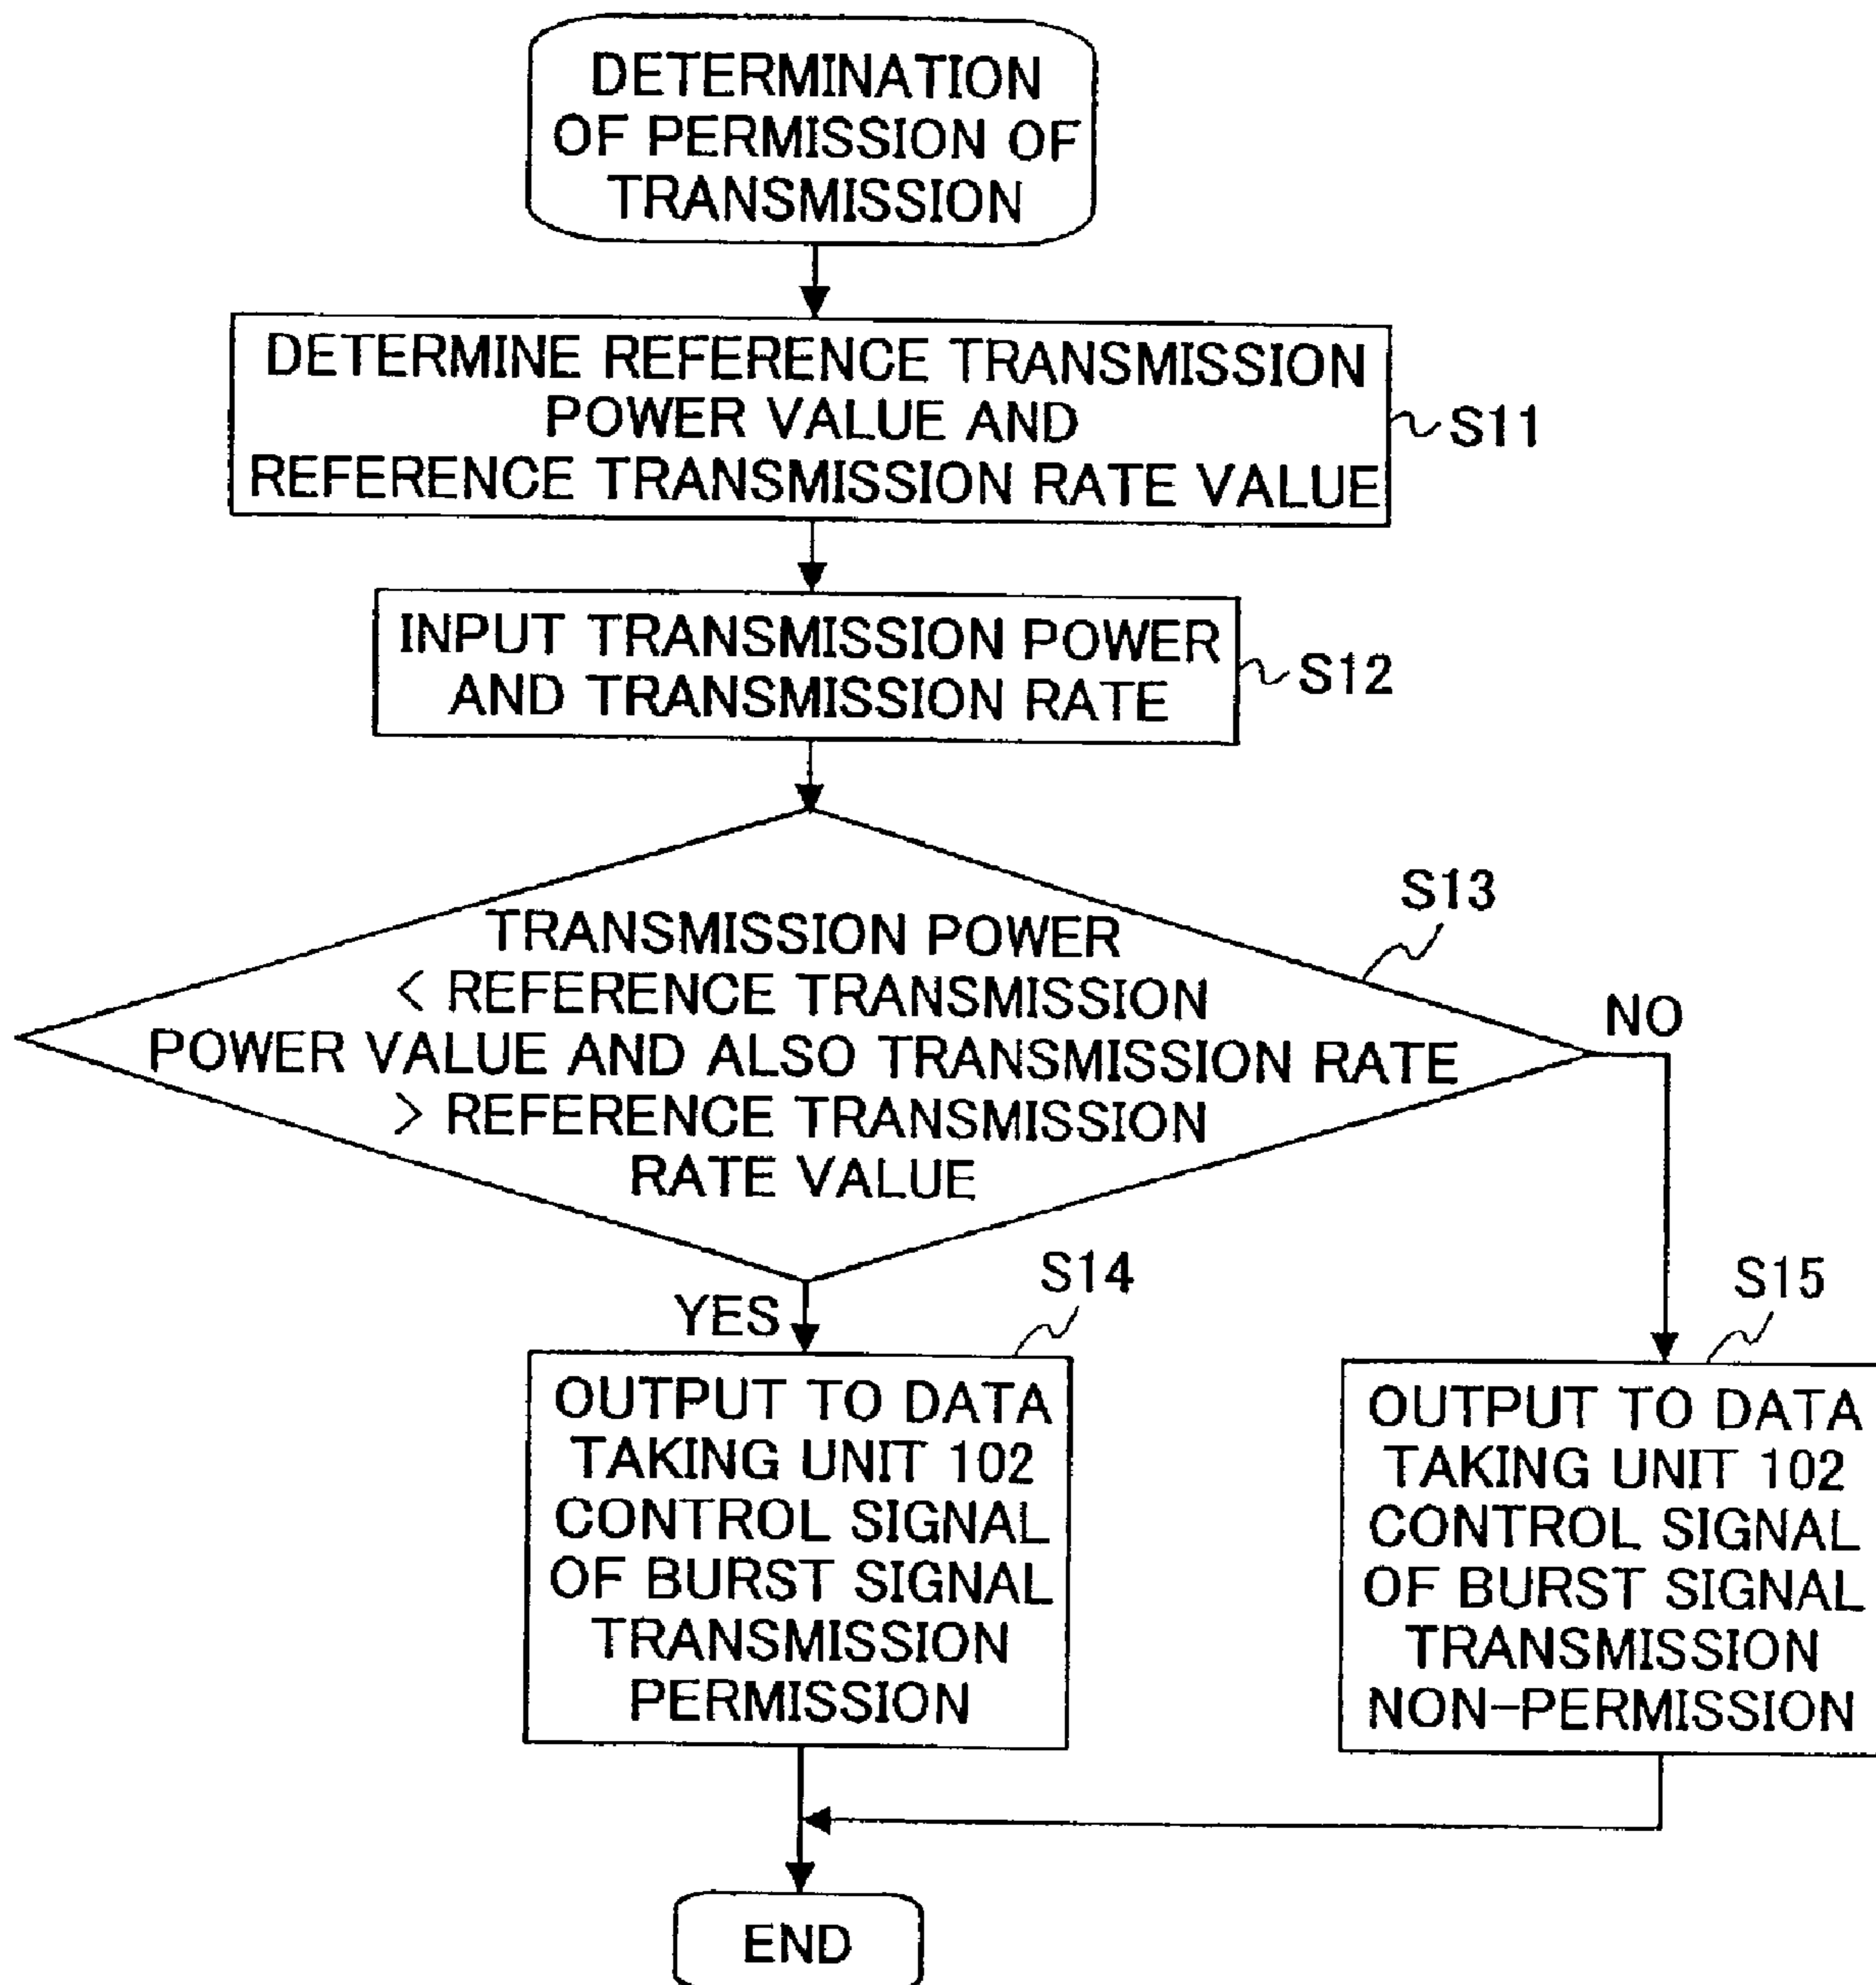 DETERMINATION
OF PERMISSION OF
TRANSMISSION
DETERMINE REFERENCE TRANSMISSION
POWER VALUE AND
REFERENCE TRANSMISSION RATE VALUE
S11
INPUT TRANSMISSION POWER
AND TRANSMISSION RATE
S12
S13
TRANSMISSION POWER
< REFERENCE TRANSMISSION
POWER VALUE AND ALSO TRANSMISSION RATE
> REFERENCE TRANSMISSION
RATE VALUE
NO
YES
S14
OUTPUT TO DATA
TAKING UNIT 102
CONTROL SIGNAL
OF BURST SIGNAL
TRANSMISSION
PERMISSION
S15
OUTPUT TO DATA
TAKING UNIT 102
CONTROL SIGNAL
OF BURST SIGNAL
TRANSMISSION
NON-PERMISSION
END